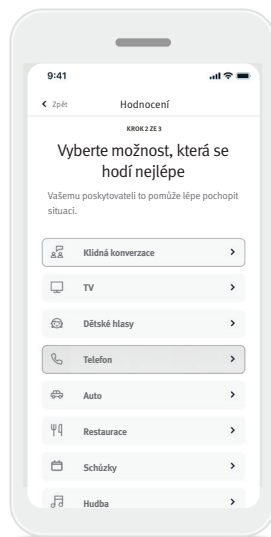 9:41
Zpět
Hodnocení
KROK 2 ZE 3
Vyberte možnost, která se
hodí nejlépe
Vašemu poskytovateli to pomůže lépe pochopit
situaci.
Klidná konverzace
TV
Dětské hlasy
Telefon
Auto
Restaurace
Schůzky
Hudba